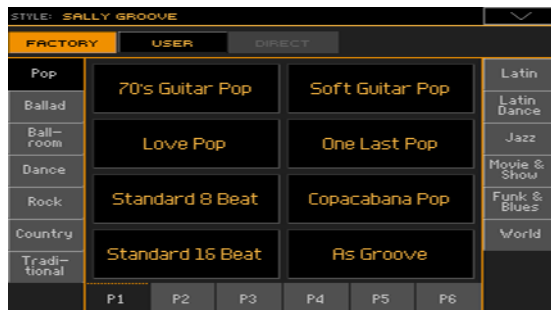 STYLE: SALLY GROOVE
FACTORY USER DIRECT
Pop
Ballad
Ball-
room
Dance
Rock
Country
Tradi-
tional
70's Guitar Pop
Soft Guitar Pop
Love Pop
One Last Pop
Standard 8 Beat
Copacabana Pop
Standard 16 Beat
As Groove
Latin
Latin
Dance
Jazz
Movie &
Show
Funk &
Blues
World
P1 P2 P3 P4 P5 P6